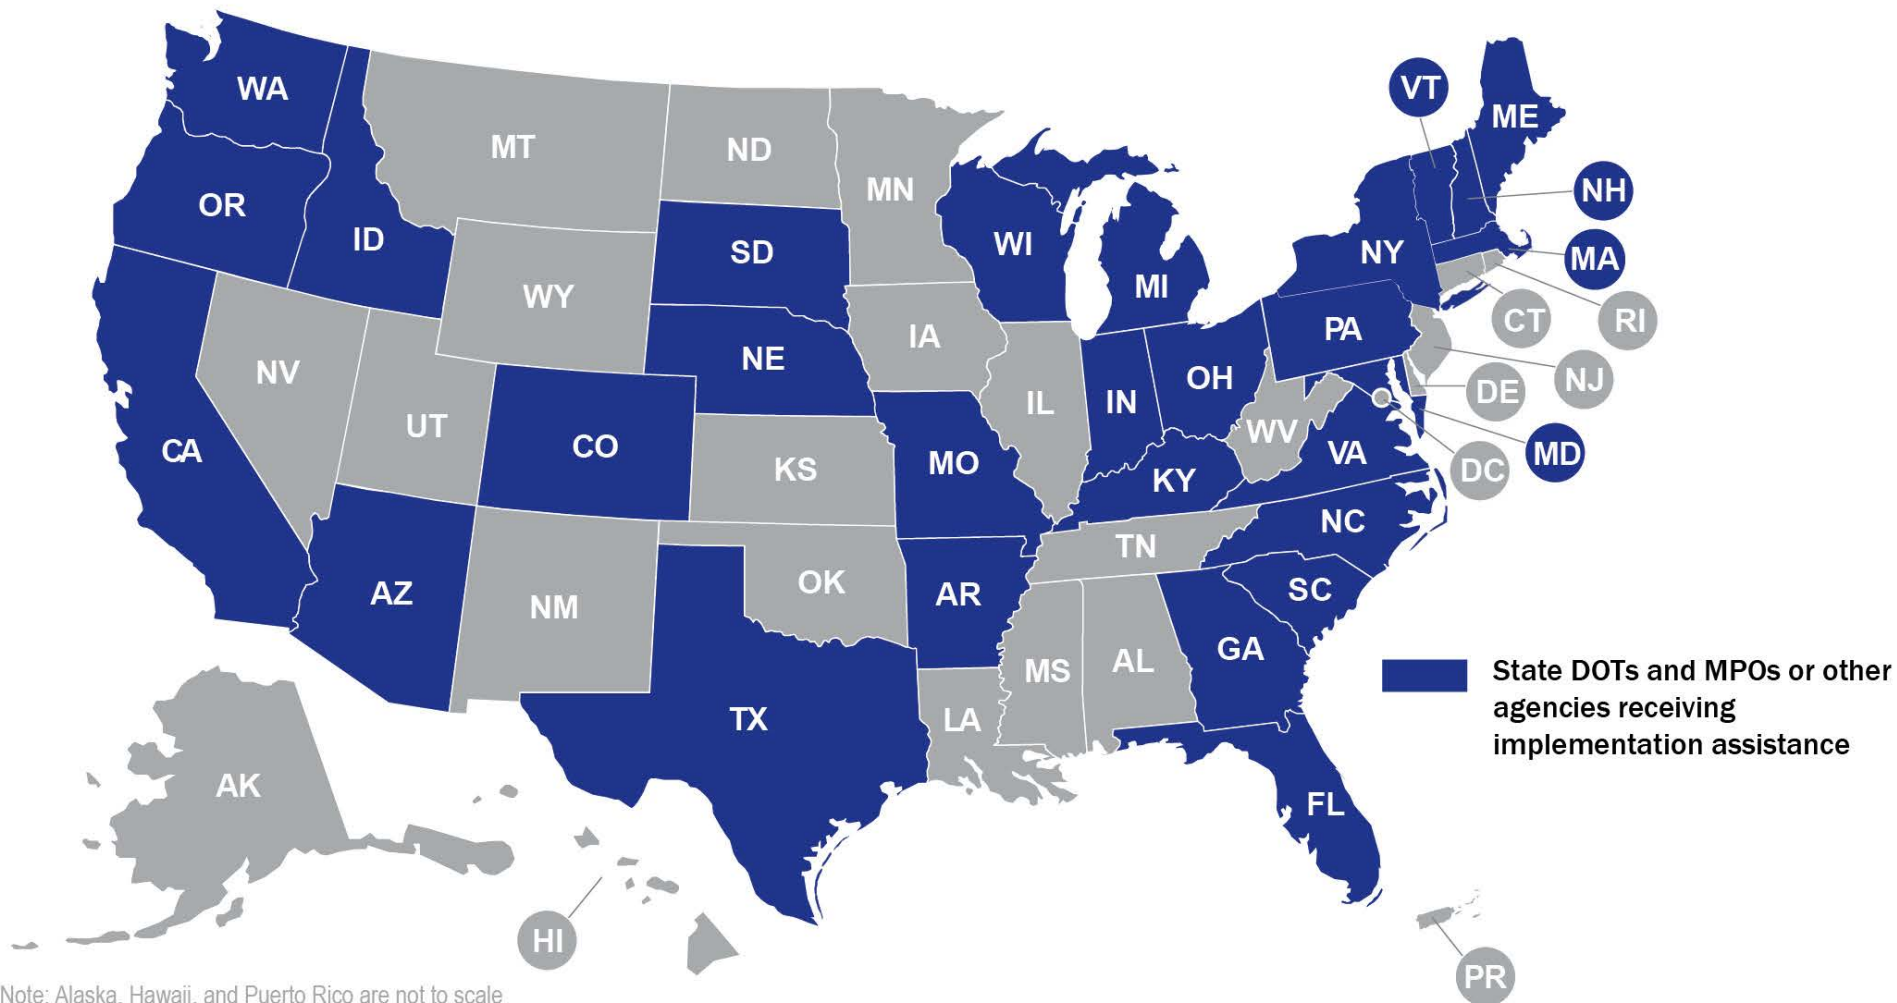 WA
MT
ND
MN
VT
ME
OR
ID
SD
WI
MI
NY
NH
MA
WY
NE
IA
PA
CT
RI
NV
UT
CO
KS
MO
IL
IN
OH
WV
VA
DE
NJ
MD
DC
CA
KY
NC
TN
AZ
NM
OK
AR
SC
MS
AL
GA
TX
LA
FL
State DOTs and MPOs or other
agencies receiving
implementation assistance
AK
HI
PR
Note: Alaska, Hawaii, and Puerto Rico are not to scale